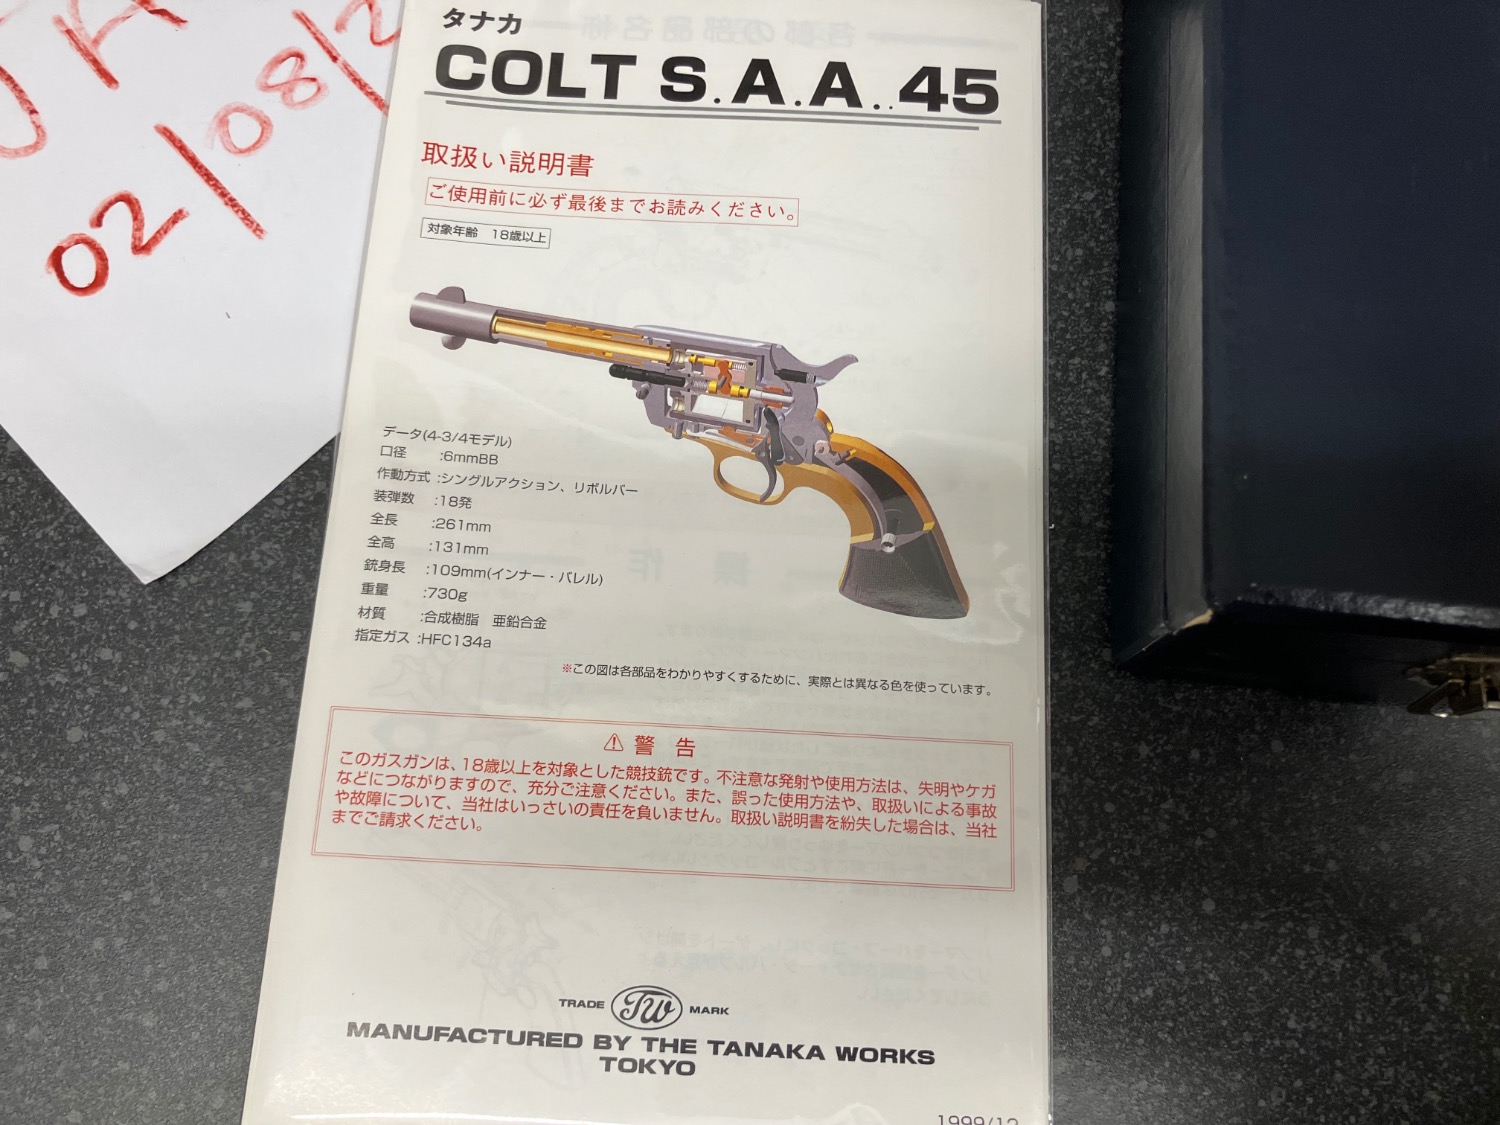 02/08/2
タナカ
COLT S.A.A..45
取扱い説明書
ご使用前に必ず最後までお読みください。
対象年齢　18歳以上
データ(4-3/4モデル)
口径　:6mmBB
作動方式 :シングルアクション、リボルバー
装弾数　:18発
全長　:261mm
全高　:131mm
銃身長　:109mm(インナー・バレル)
重量　:730g
材質　:合成樹脂　亜鉛合金
指定ガス :HFC134a
※この図は各部品をわかりやすくするために、実際とは異なる色を使っています。
⚠ 警 告
このガスガンは、18歳以上を対象とした競技銃です。不注意な発射や使用方法は、失明やケガ
などにつながりますので、充分ご注意ください。また、誤った使用方法や、取扱いによる事故
や故障について、当社はいっさいの責任を負いません。取扱い説明書を紛失した場合は、当社
までご請求ください。
TRADE TW MARK
MANUFACTURED BY THE TANAKA WORKS
TOKYO
1999/12